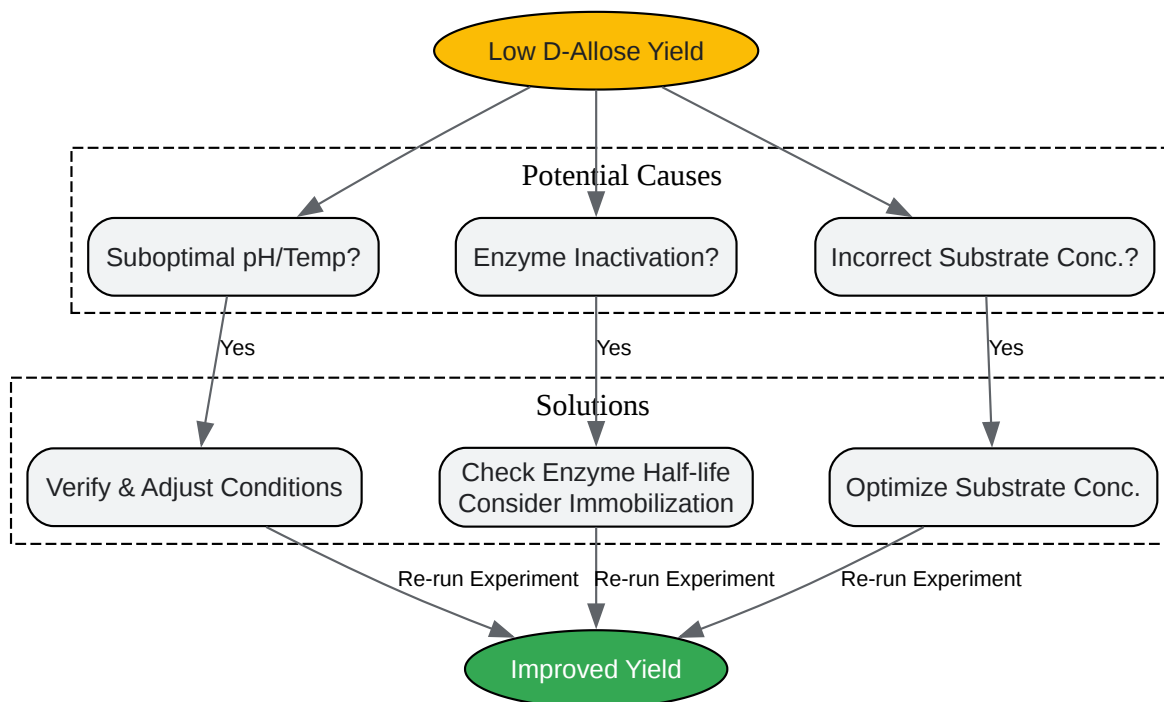 Low D-Allose Yield
Potential Causes
Suboptimal pH/Temp?
Enzyme Inactivation?
Incorrect Substrate Conc.?
Yes
Yes
Yes
Solutions
Verify & Adjust Conditions
Check Enzyme Half-life
Consider Immobilization
Optimize Substrate Conc.
Re-run Experiment
Re-run Experiment
Re-run Experiment
Improved Yield